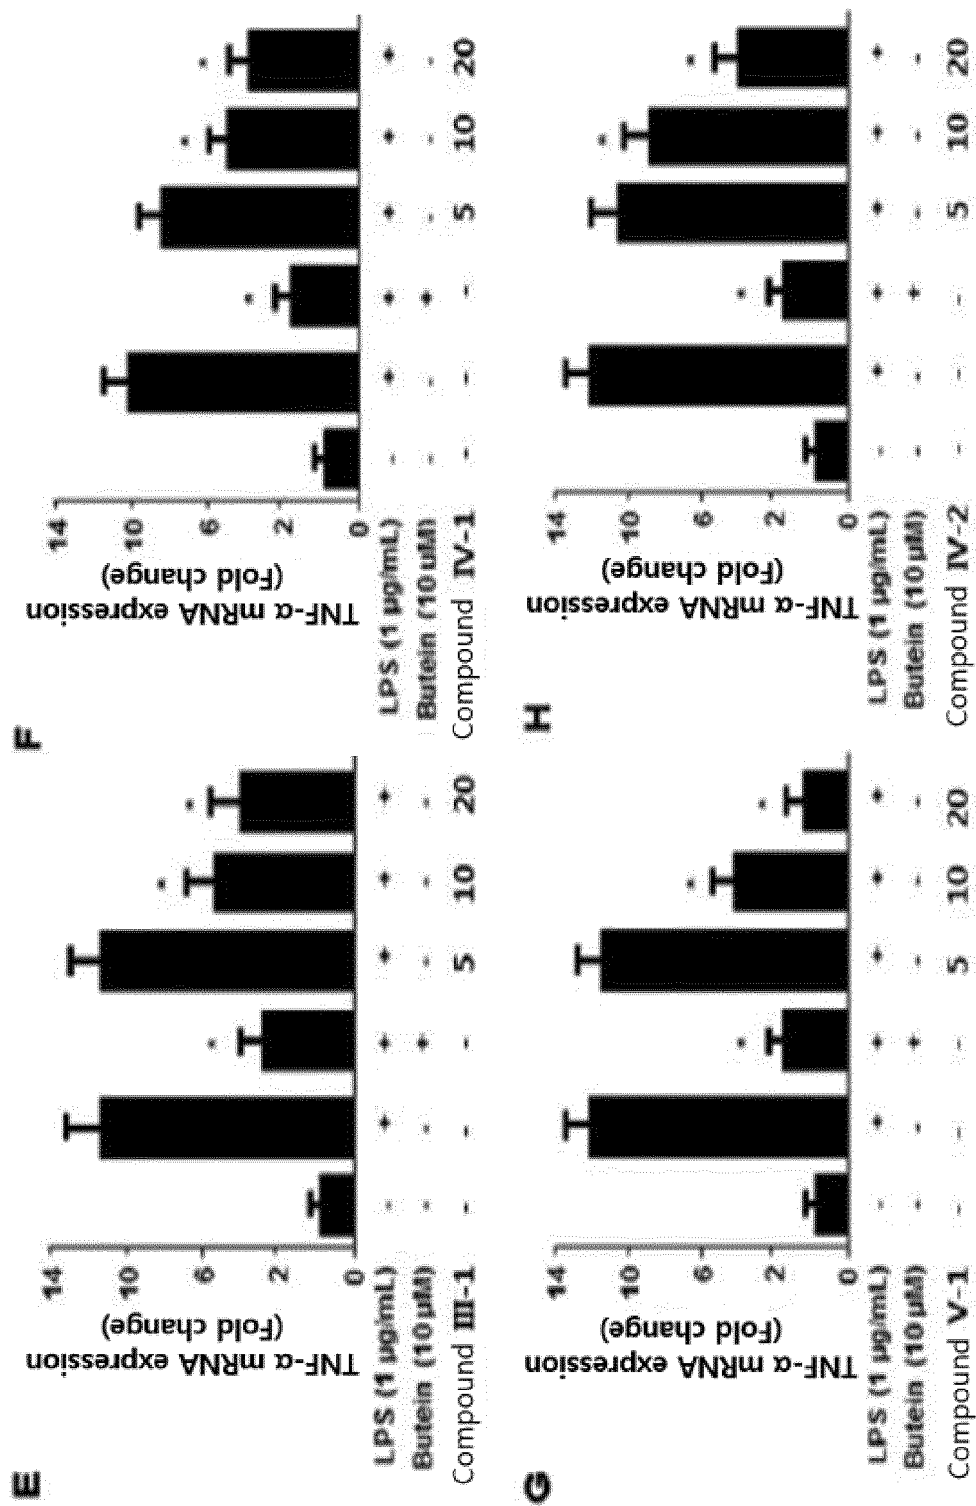 E
TNF-α mRNA expression
(Fold change)
14
10
6
2
0
LPS (1 μg/mL) - + + + + +
Butein (10 μM) - - + - - -
Compound III-1 - - - 5 10 20
F
TNF-α mRNA expression
(Fold change)
14
10
6
2
0
LPS (1 μg/mL) - + + + + +
Butein (10 uM) - - + - - -
Compound IV-1 - - - 5 10 20
G
TNF-α mRNA expression
(Fold change)
14
10
6
2
0
LPS (1 μg/mL) - + + + + +
Butein (10 μM) - - + - - -
Compound V-1 - - - 5 10 20
H
TNF-α mRNA expression
(Fold change)
14
10
6
2
0
LPS (1 μg/mL) - + + + + +
Butein (10 μM) - - + - - -
Compound IV-2 - - - 5 10 20